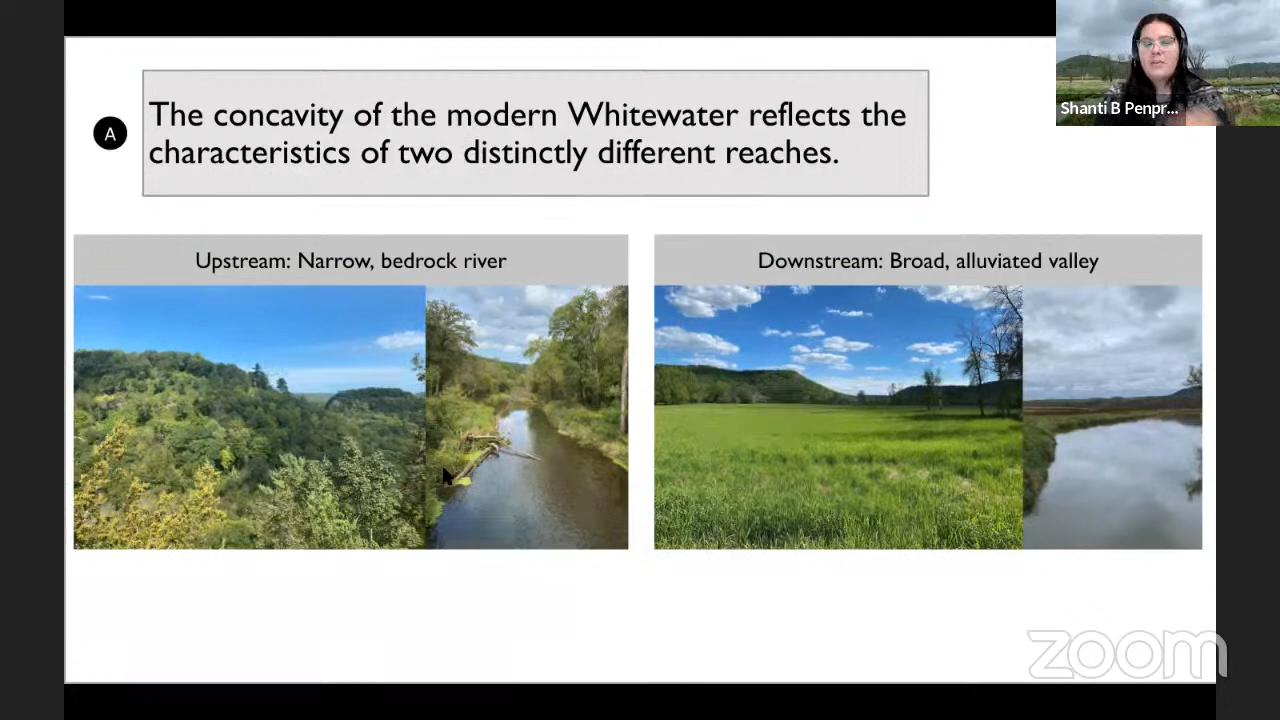 A
The concavity of the modern Whitewater reflects the
characteristics of two distinctly different reaches.
Shanti B Penpr...
Upstream: Narrow, bedrock river
Downstream: Broad, alluviated valley
zoom